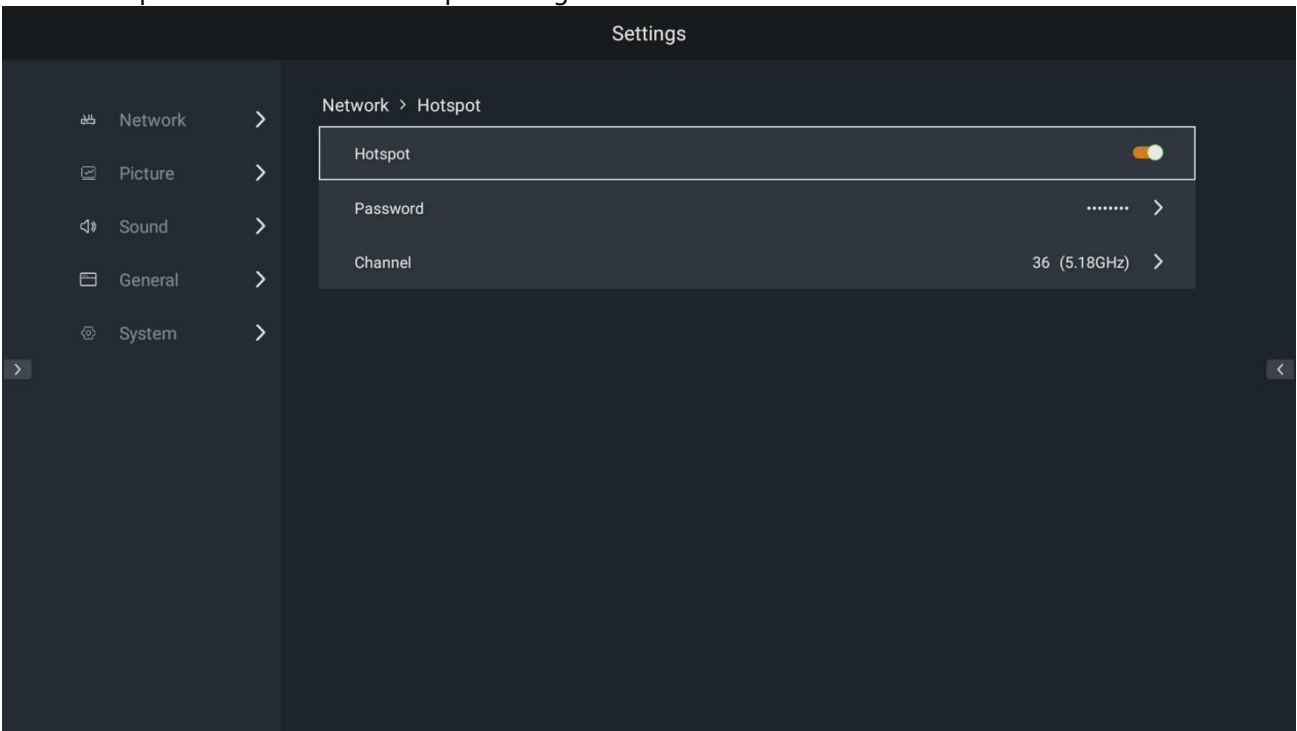 Settings
Network
Picture
Sound
General
System
Network > Hotspot
Hotspot
Password ········
Channel 36 (5.18GHz)